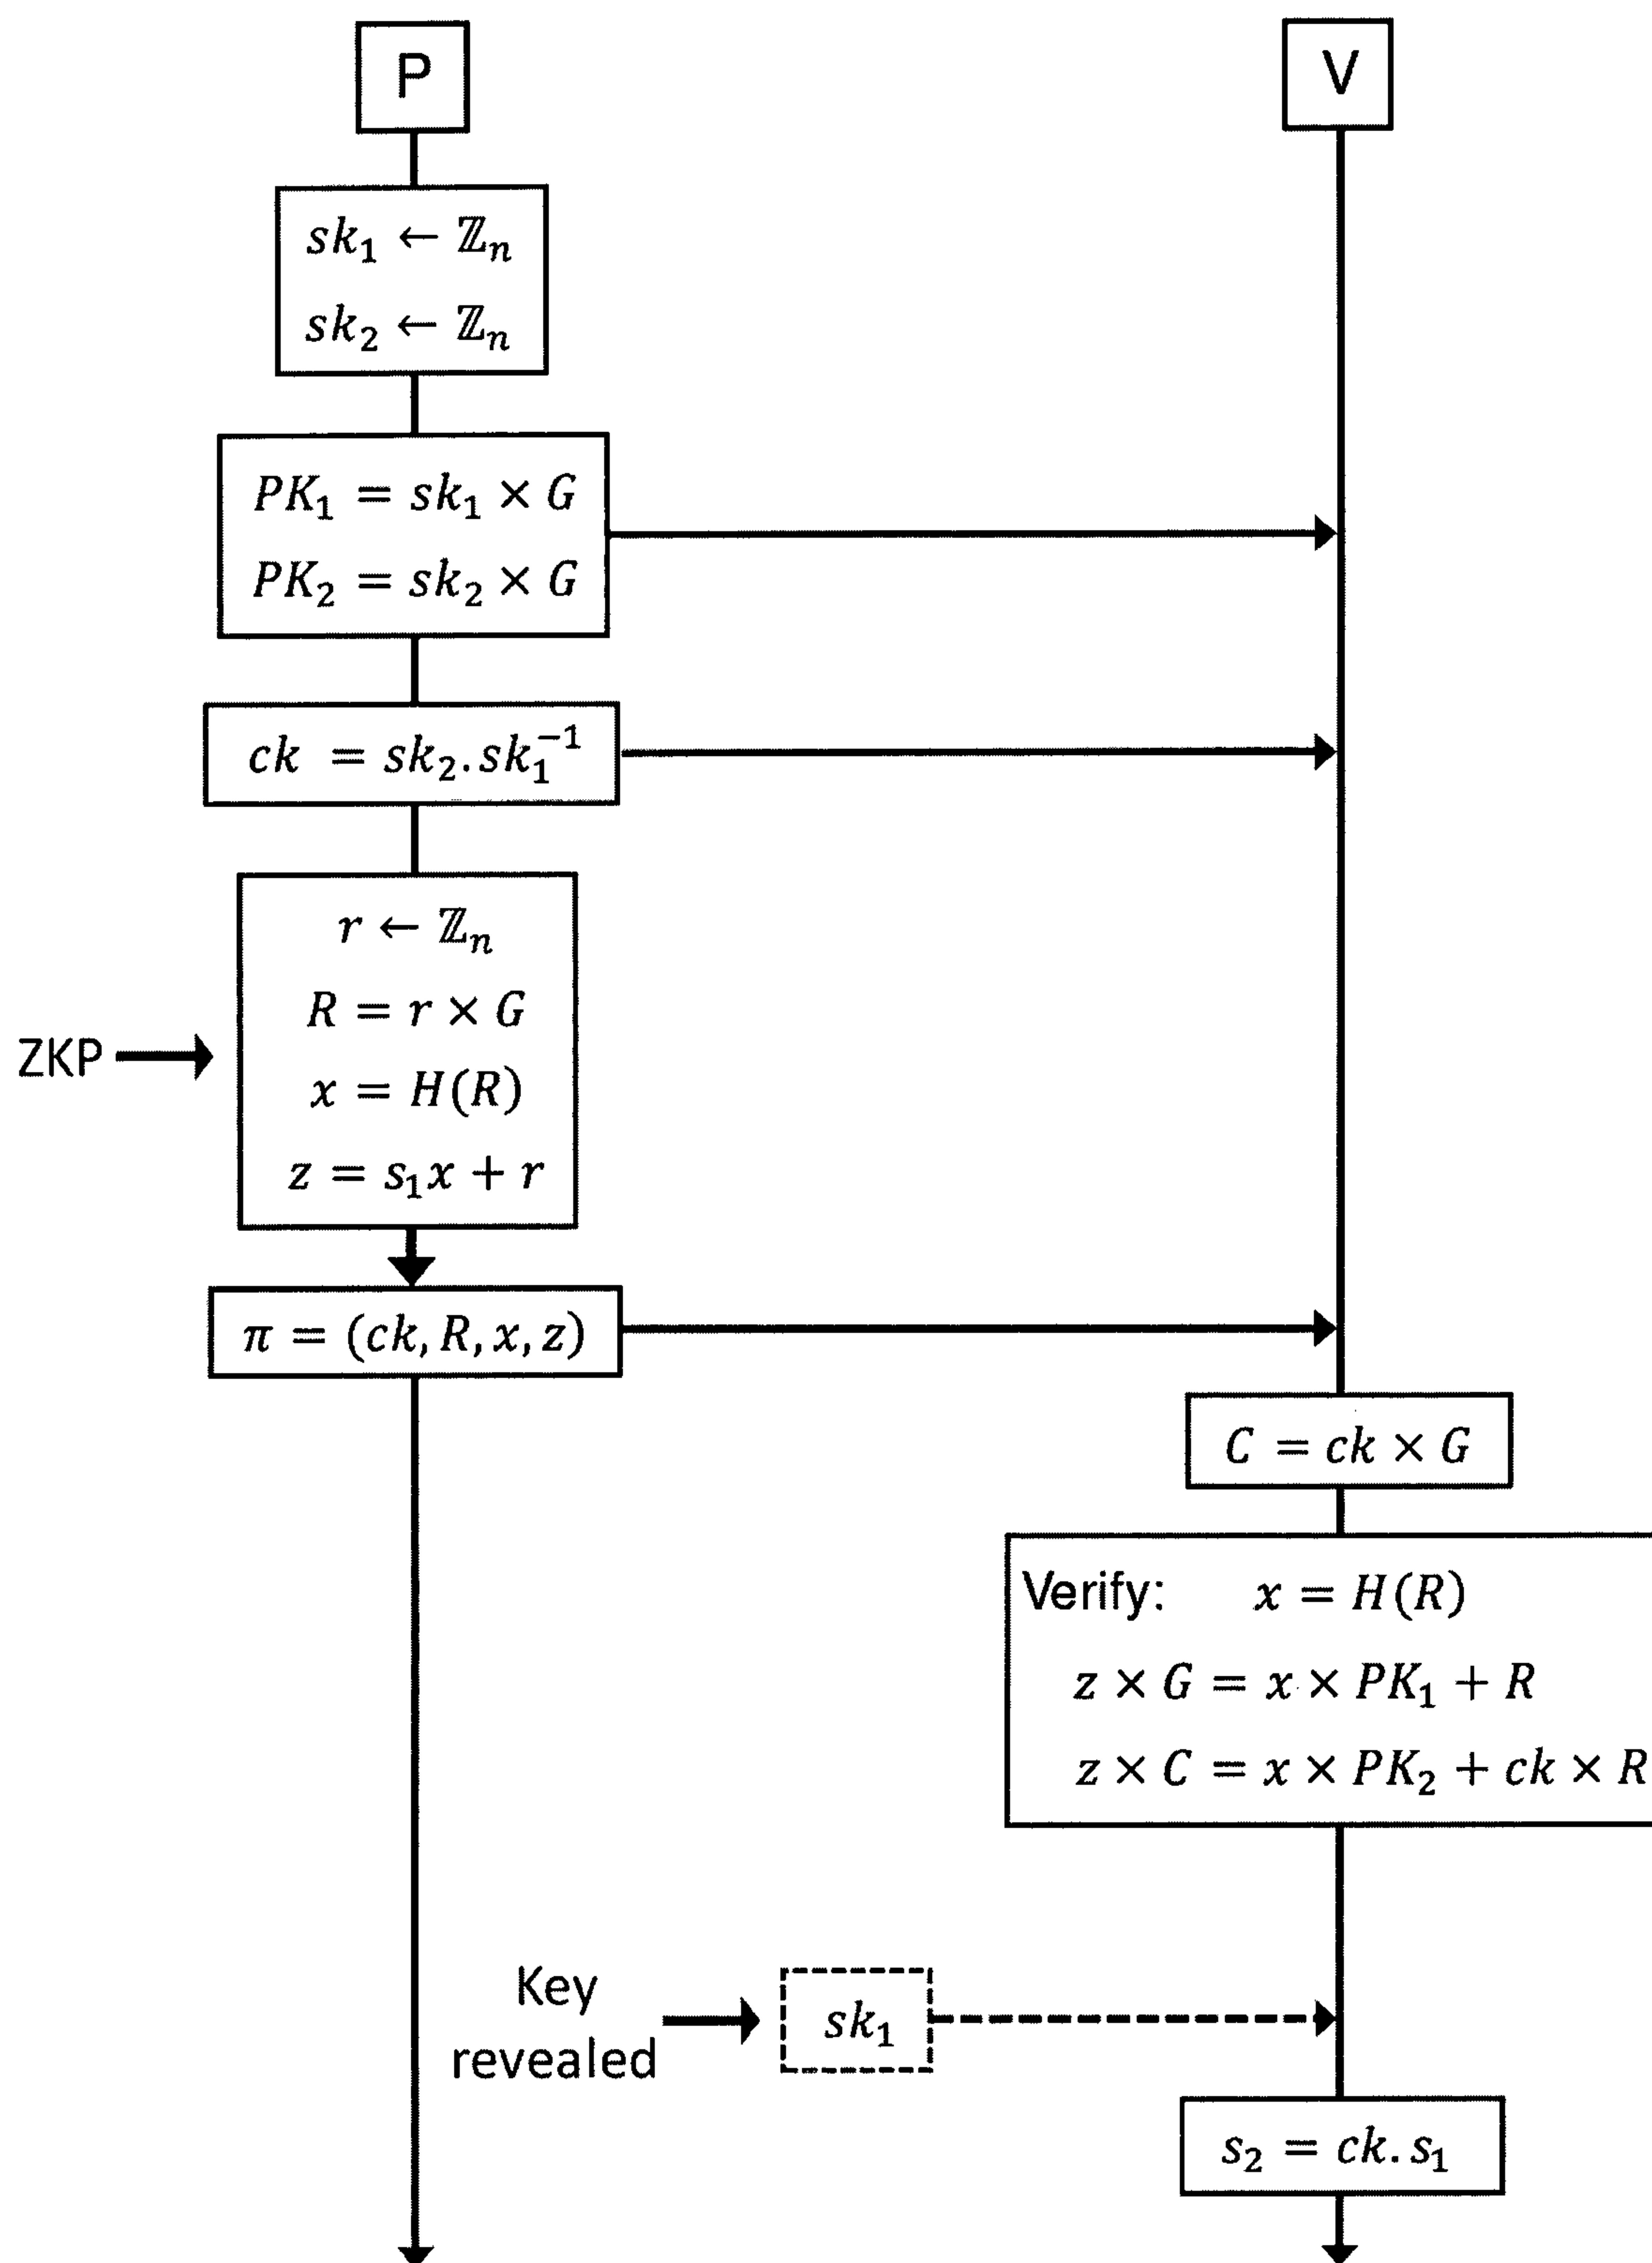 P
V
sk₁ ← ℤₙ
sk₂ ← ℤₙ
PK₁ = sk₁ × G
PK₂ = sk₂ × G
ck = sk₂.sk₁⁻¹
r ← ℤₙ
R = r × G
ZKP
x = H(R)
z = s₁x + r
π = (ck, R, x, z)
C = ck × G
Verify: x = H(R)
z × G = x × PK₁ + R
z × C = x × PK₂ + ck × R
Key
revealed
sk₁
s₂ = ck.s₁